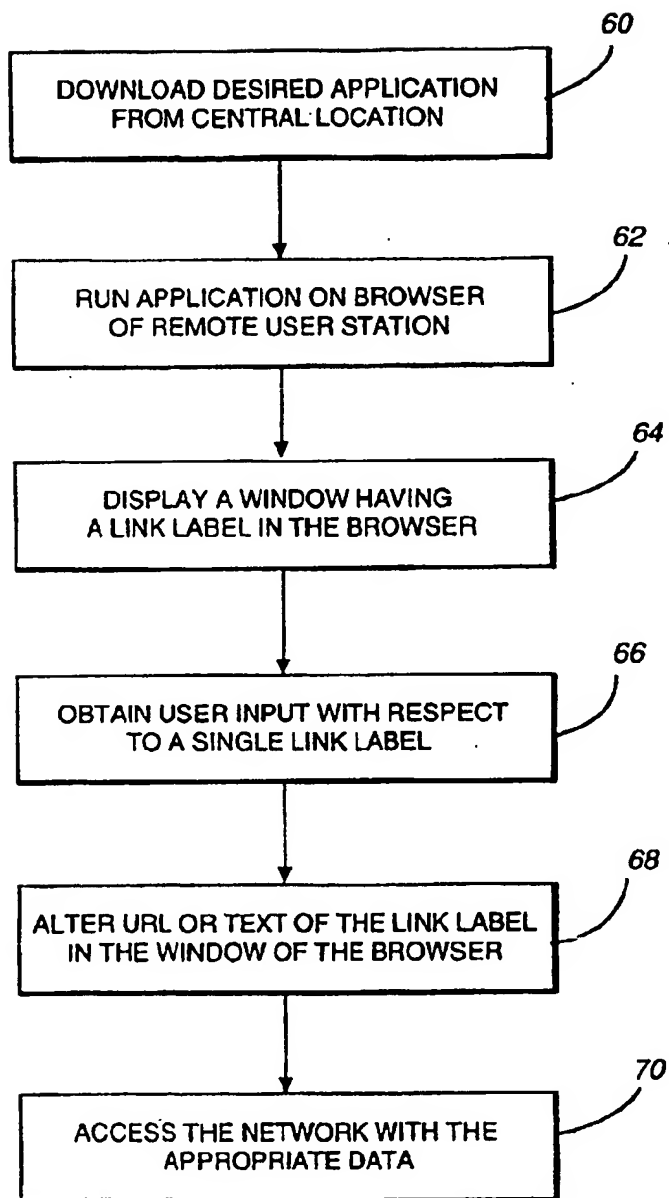 60
DOWNLOAD DESIRED APPLICATION
FROM CENTRAL LOCATION
62
RUN APPLICATION ON BROWSER
OF REMOTE USER STATION
64
DISPLAY A WINDOW HAVING
A LINK LABEL IN THE BROWSER
66
OBTAIN USER INPUT WITH RESPECT
TO A SINGLE LINK LABEL
68
ALTER URL OR TEXT OF THE LINK LABEL
IN THE WINDOW OF THE BROWSER
70
ACCESS THE NETWORK WITH THE
APPROPRIATE DATA